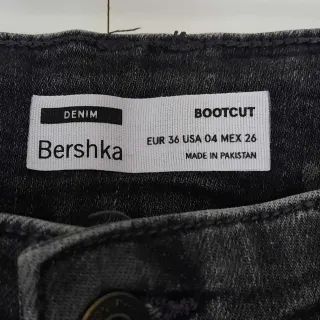 DENIM
BOOTCUT
Bershka
EUR 36 USA 04 MEX 26
MADE IN PAKISTAN